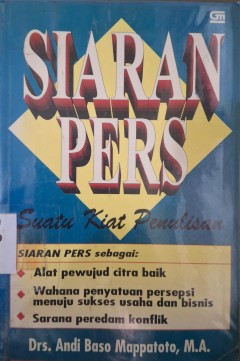 GM
SIARAN
PERS
Suatu Kiat Penulisan
SIARAN PERS sebagai:
Alat pewujud citra baik
Wahana penyatuan persepsi
menuju sukses usaha dan bisnis
Sarana peredam konflik
Drs. Andi Baso Mappatoto, M.A.